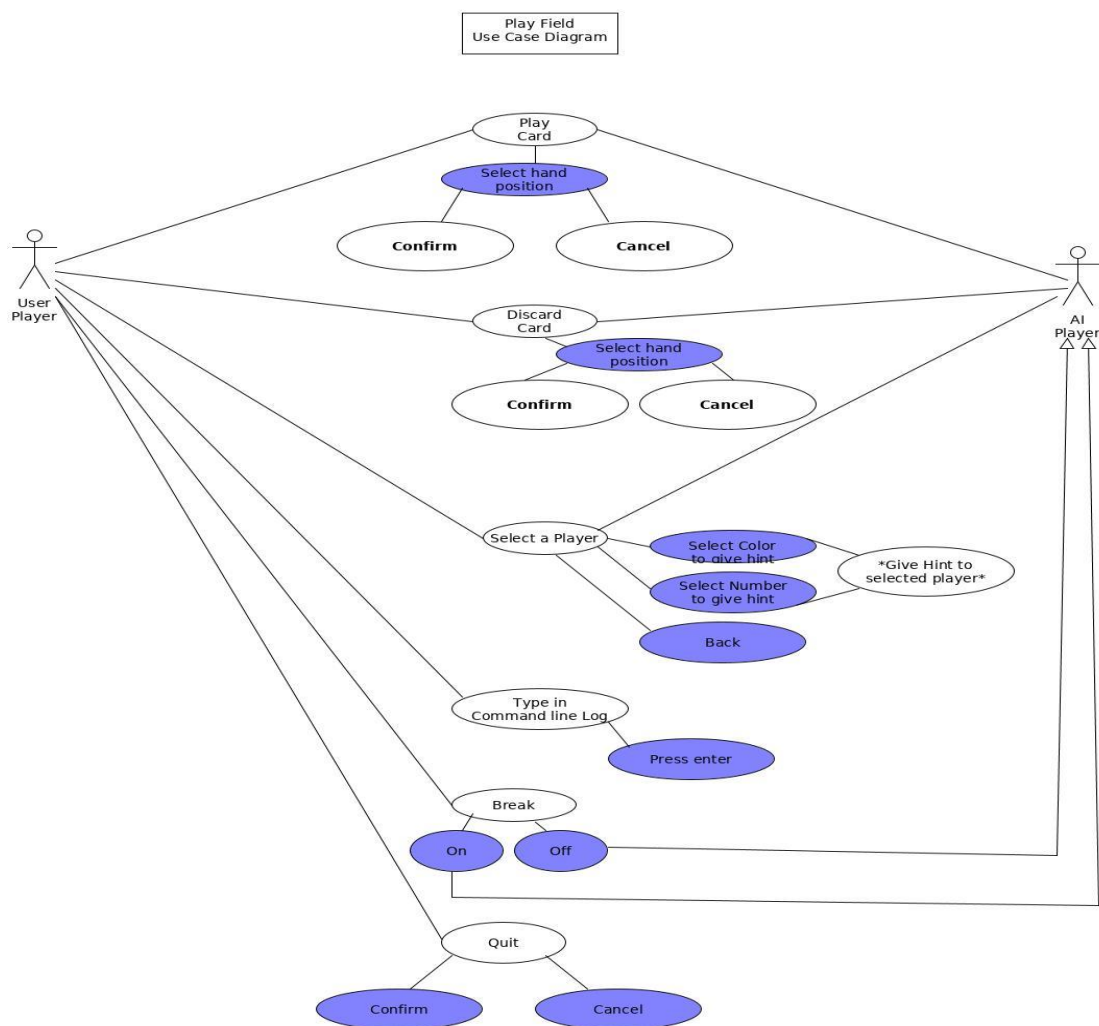 Play Field
Use Case Diagram
Play
Card
Select hand
position
Confirm
Cancel
User
Player
AI
Player
Discard
Card
Select hand
position
Confirm
Cancel
Select a Player
Select Color
to give hint
*Give Hint to
selected player*
Select Number
to give hint
Back
Type in
Command line Log
Press enter
Break
On
Off
Quit
Confirm
Cancel